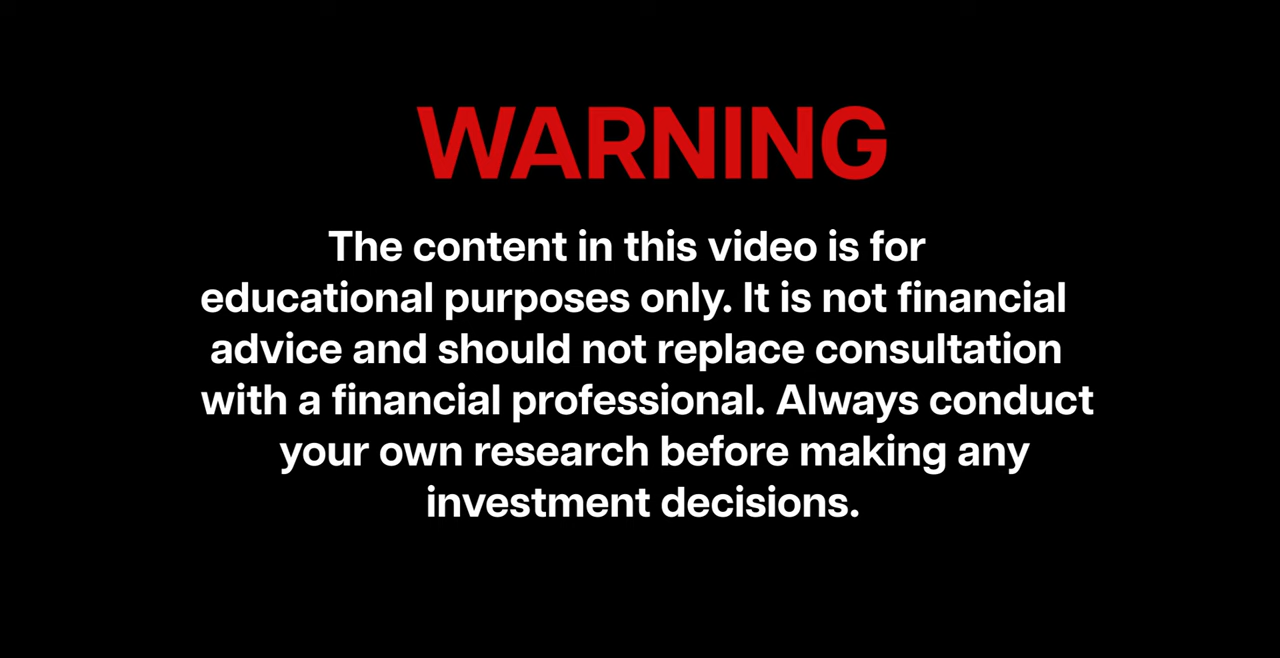 WARNING
The content in this video is for
educational purposes only. It is not financial
advice and should not replace consultation
with a financial professional. Always conduct
your own research before making any
investment decisions.